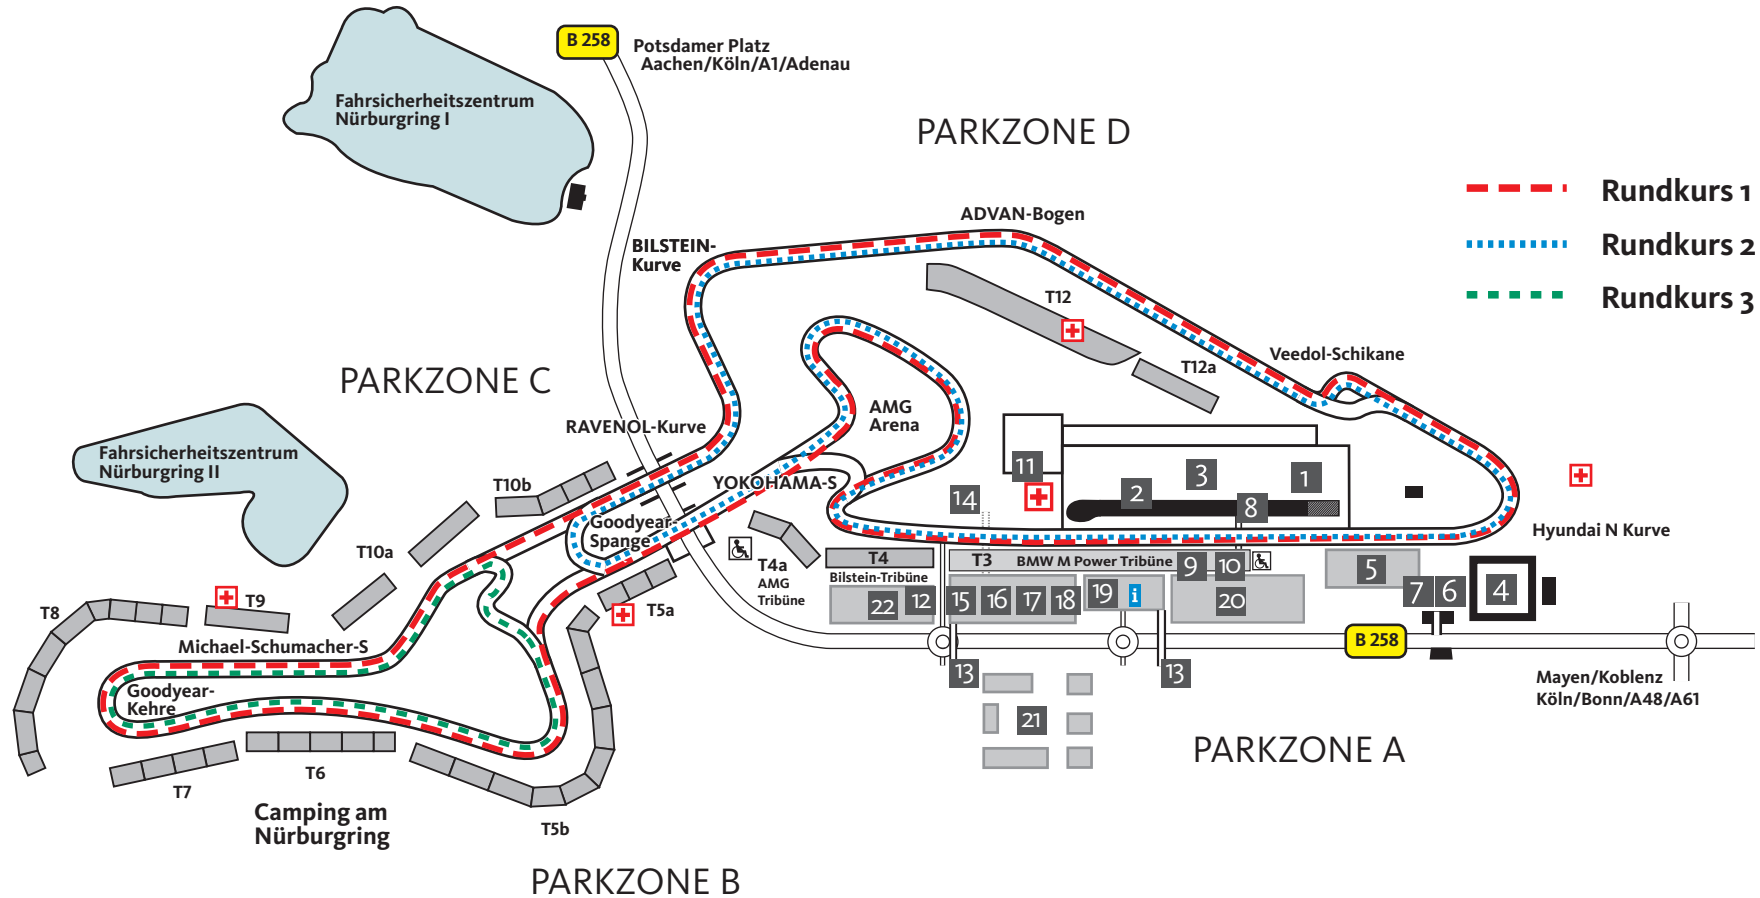 B 258
Potsdamer Platz
Aachen/Köln/A1/Adenau
Fahrsicherheitszentrum
Nürburgring I
PARKZONE D
Rundkurs 1
Rundkurs 2
Rundkurs 3
ADVAN-Bogen
BILSTEIN-
Kurve
T12
Veedol-Schikane
T12a
PARKZONE C
AMG
Arena
RAVENOL-Kurve
Fahrsicherheitszentrum
Nürburgring II
T10b
YOKOHAMA-S
11
3
1
2
8
14
Goodyear-
Spange
Hyundai N Kurve
T10a
T4a
AMG
Tribüne
T4
Bilstein-Tribüne
T3
BMW M Power Tribüne
9
10
5
7
6
4
22
12
15
16
17
18
19
i
20
T8
T9
T5a
Michael-Schumacher-S
B 258
13
13
Mayen/Koblenz
Köln/Bonn/A48/A61
Goodyear-
Kehre
21
PARKZONE A
T7
T6
Camping am
Nürburgring
T5b
PARKZONE B